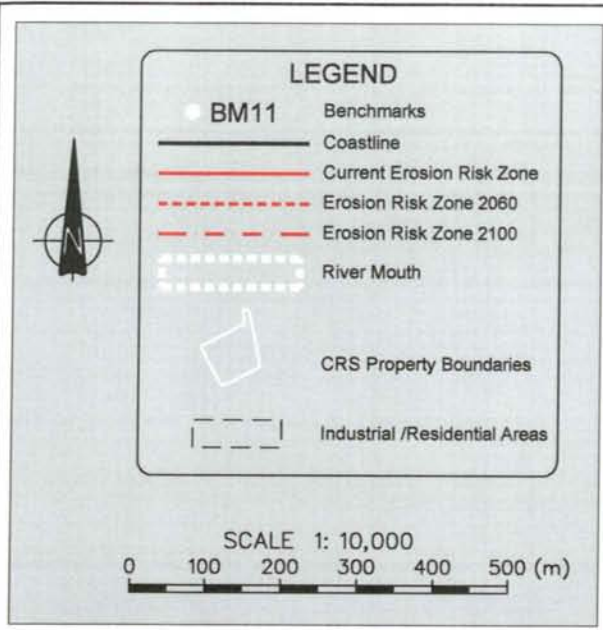 LEGEND
BM11 Benchmarks
Coastline
Current Erosion Risk Zone
Erosion Risk Zone 2060
Erosion Risk Zone 2100
N
River Mouth
CRS Property Boundaries
Industrial /Residential Areas
SCALE 1: 10,000
0 100 200 300 400 500 (m)